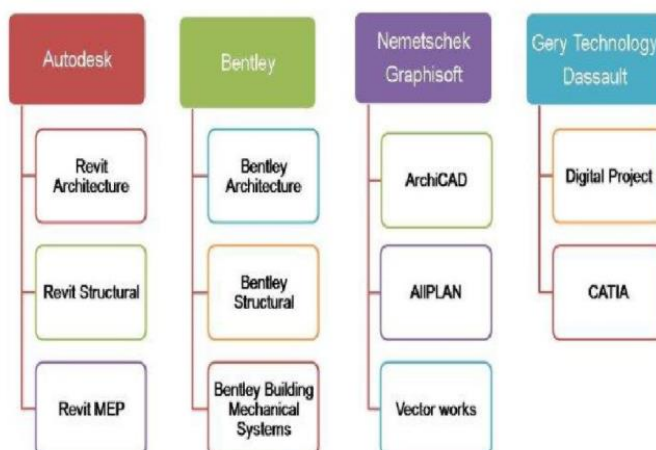 Autodesk
Revit
Architecture
Revit Structural
Revit MEP
Bentley
Bentley
Architecture
Bentley
Structural
Bentley Building
Mechanical
Systems
Nemetschek
Graphisoft
ArchiCAD
AllPLAN
Vector works
Gery Technology
Dassault
Digital Project
CATIA